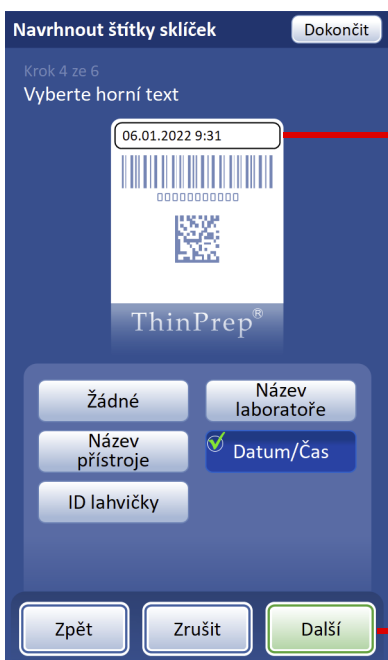 Navrhnout štítky sklíček
Dokončit
Krok 4 ze 6
Vyberte horní text
06.01.2022 9:31
00000000000
ThinPrep®
Žádné
Název
laboratoře
Název
přístroje
Datum/Čas
ID lahvičky
Zpět
Zrušit
Další